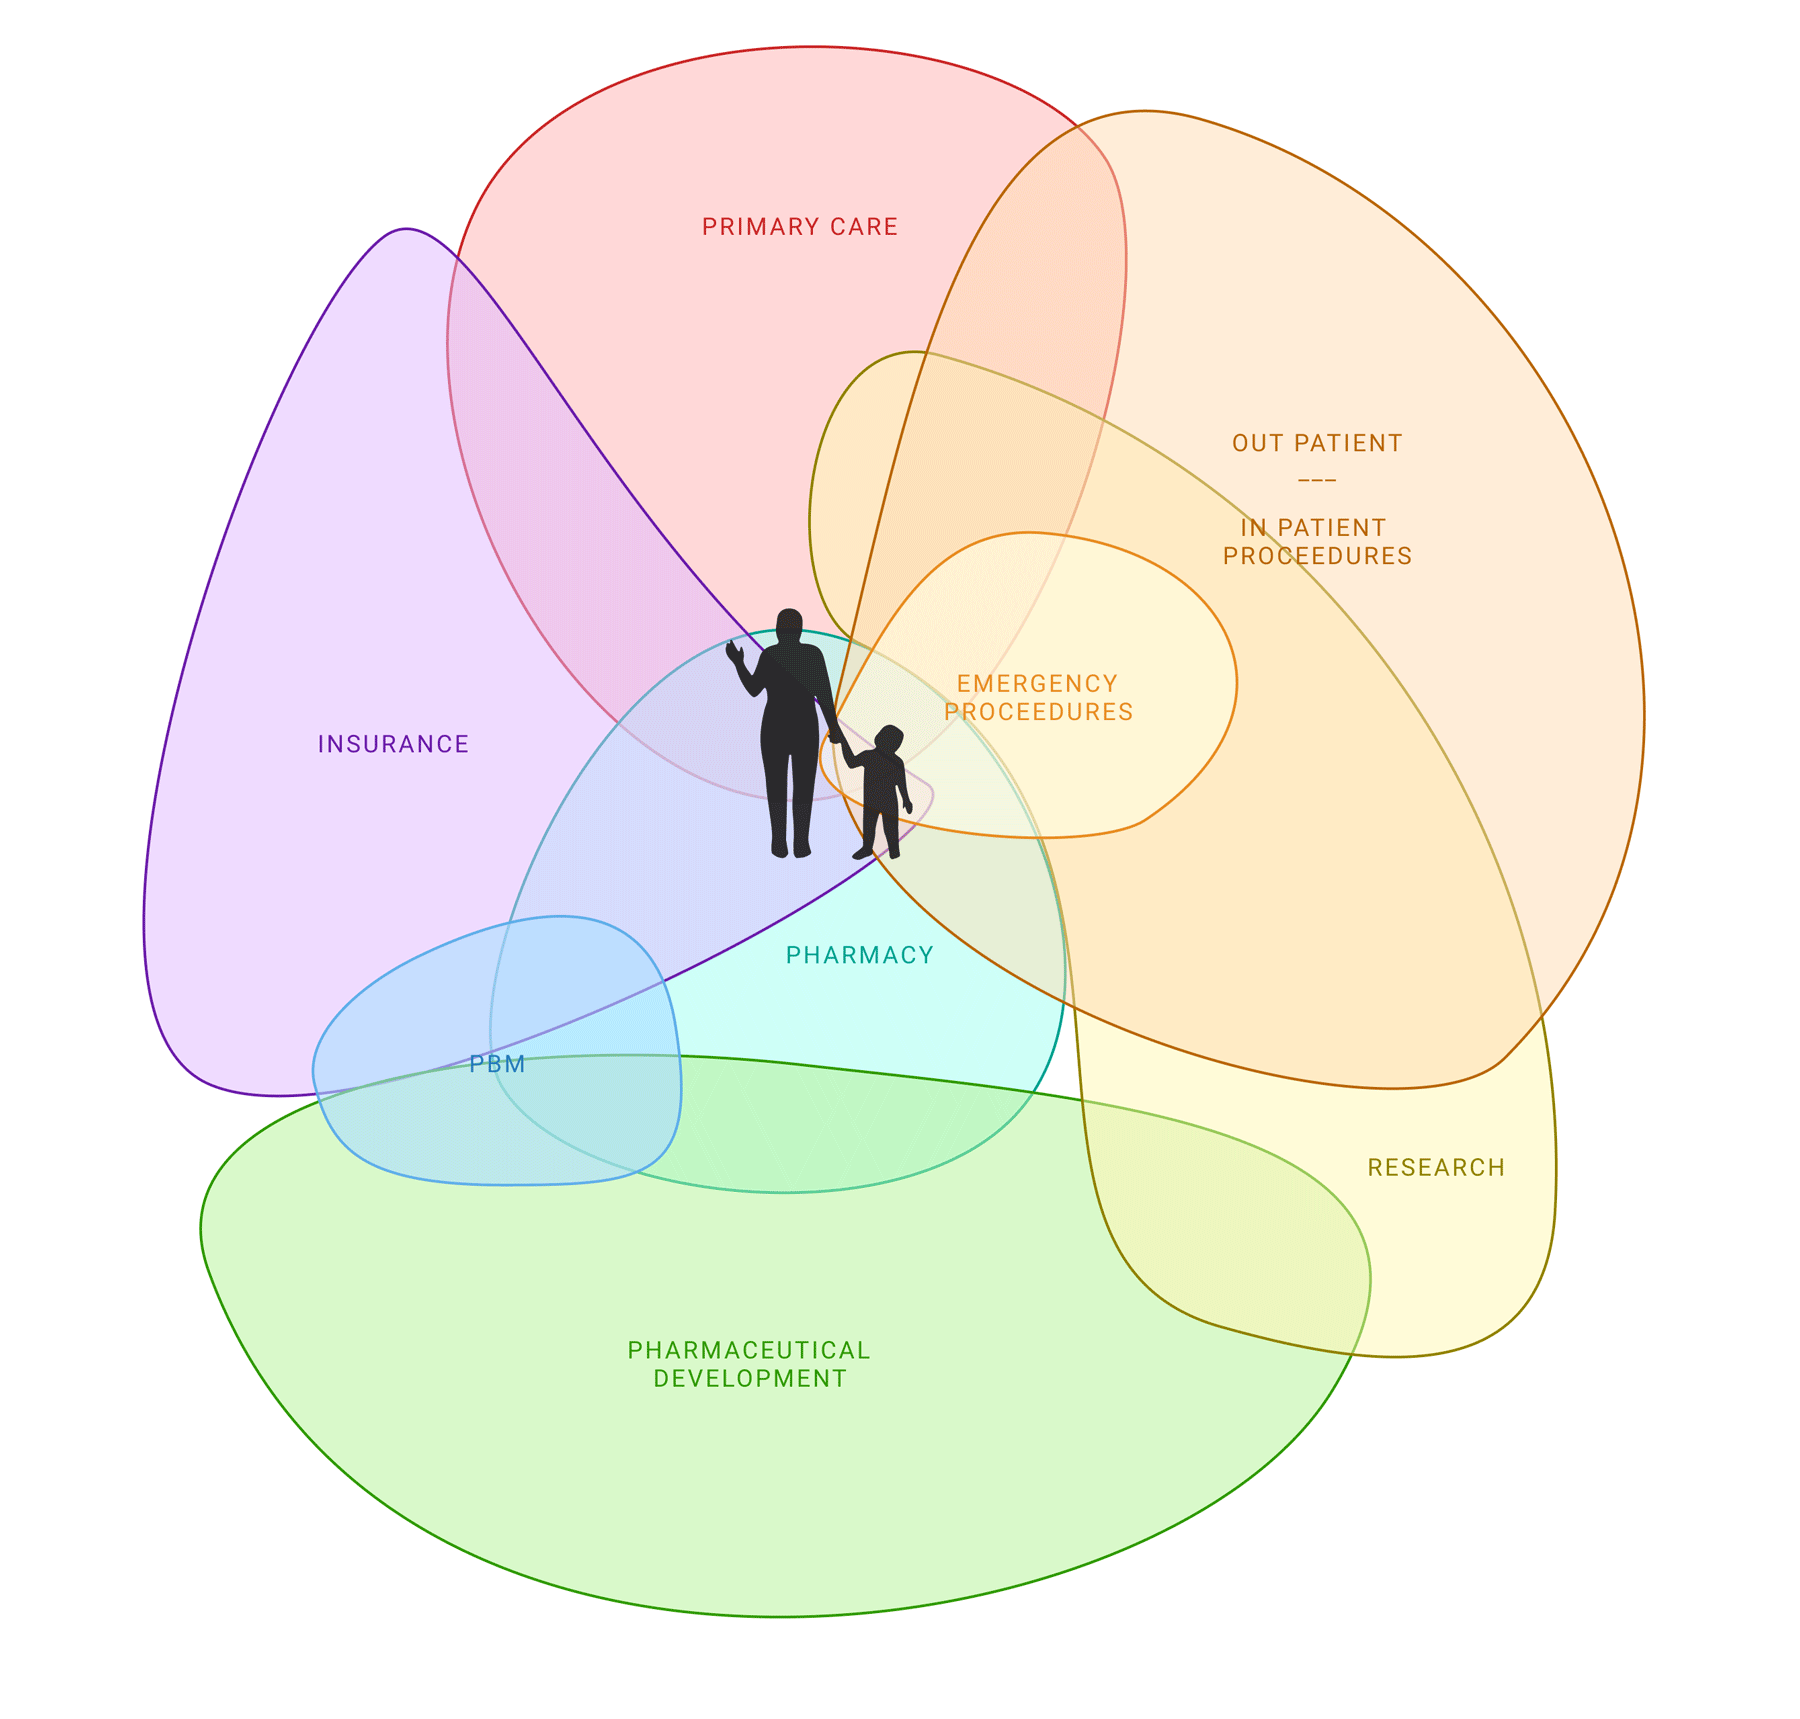 PRIMARY CARE
OUT PATIENT
---
IN PATIENT
PROCEEDURES
EMERGENCY
PROCEEDURES
INSURANCE
PHARMACY
PBM
RESEARCH
PHARMACEUTICAL
DEVELOPMENT